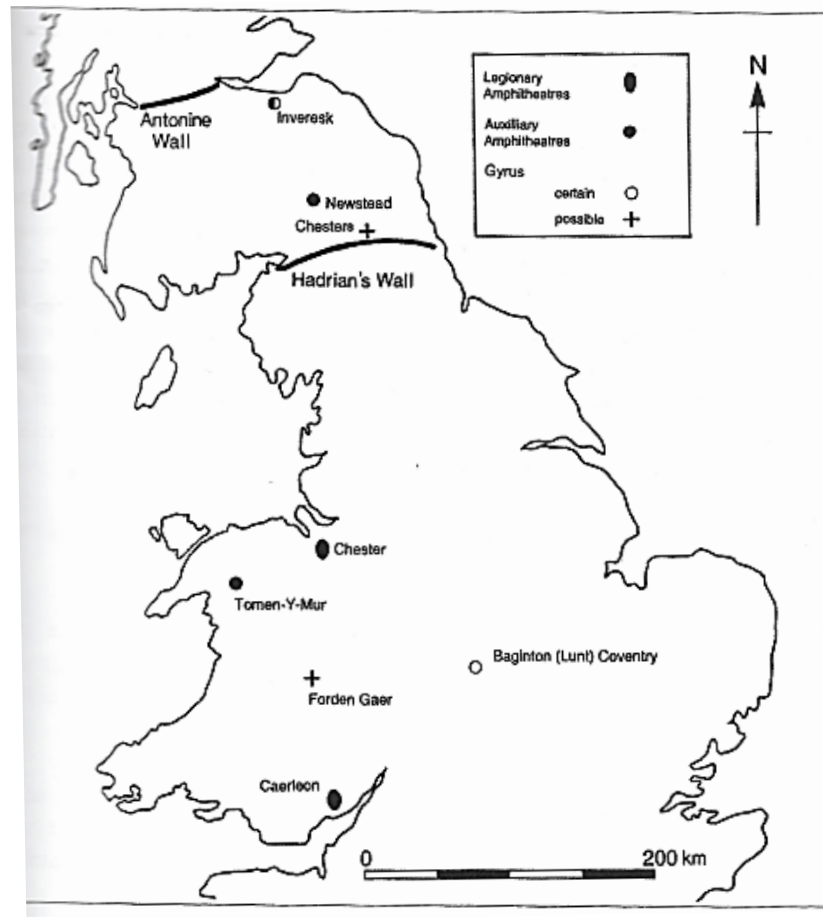 Legionary
Amphitheatres
Auxiliary
Amphitheatres
Gyrus
certain
possible
N
Antonine
Wall
Inveresk
Newstead
Chesters
Hadrian's Wall
Chester
Tomen-Y-Mur
Baginton (Lunt) Coventry
Forden Gaer
Caerleon
0
200 km